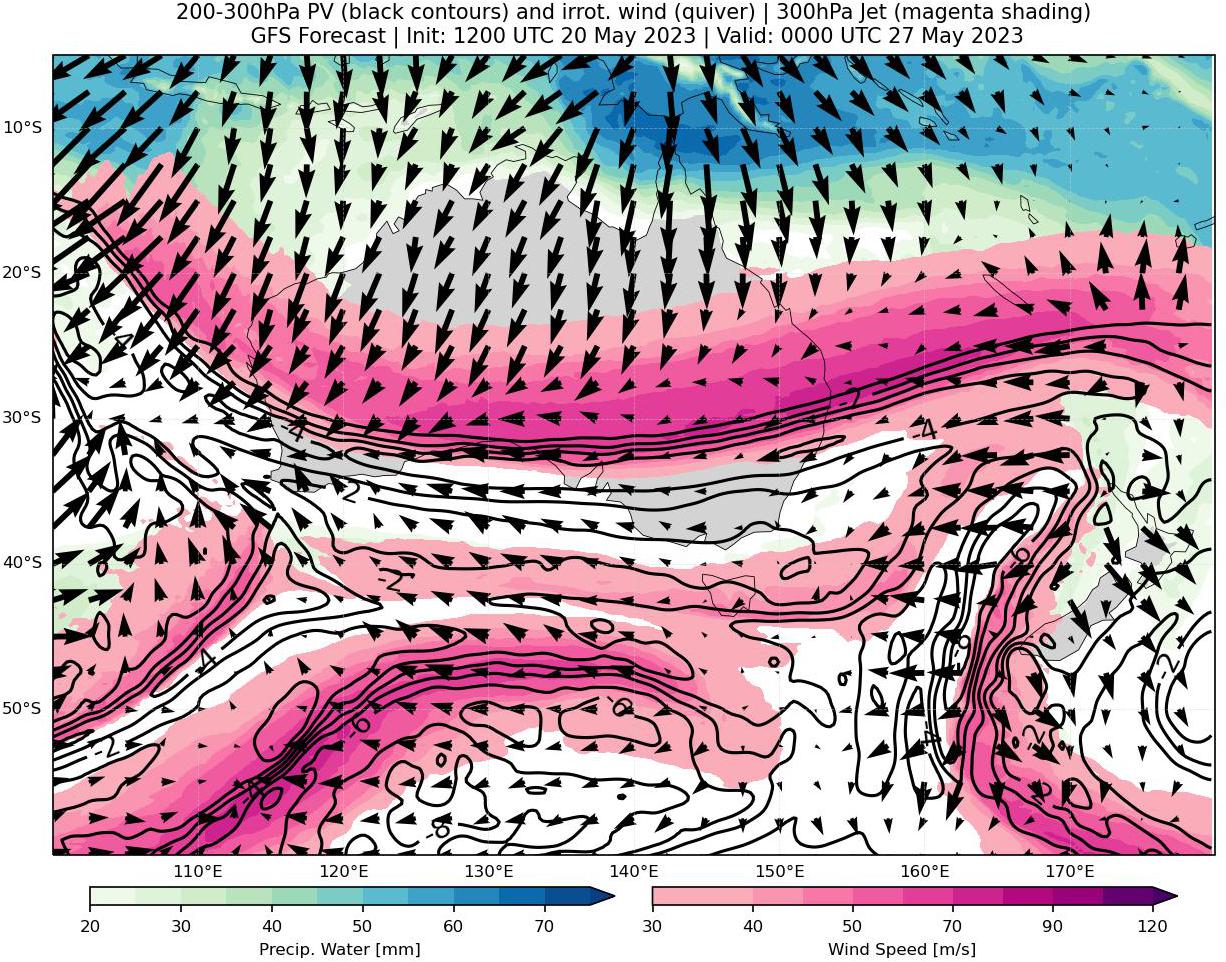 200-300hPa PV (black contours) and irrot. wind (quiver) | 300hPa Jet (magenta shading)
GFS Forecast | Init: 1200 UTC 20 May 2023 | Valid: 0000 UTC 27 May 2023
10°S
20°S
30°S
40°S
50°S
-4
-4
-2
-2
-6
-4
-2
-6
-2
-4
-2
-6
110°E 120°E 130°E 140°E 150°E 160°E 170°E
20 30 40 50 60 70
Precip. Water [mm]
30 40 50 70 90 120
Wind Speed [m/s]